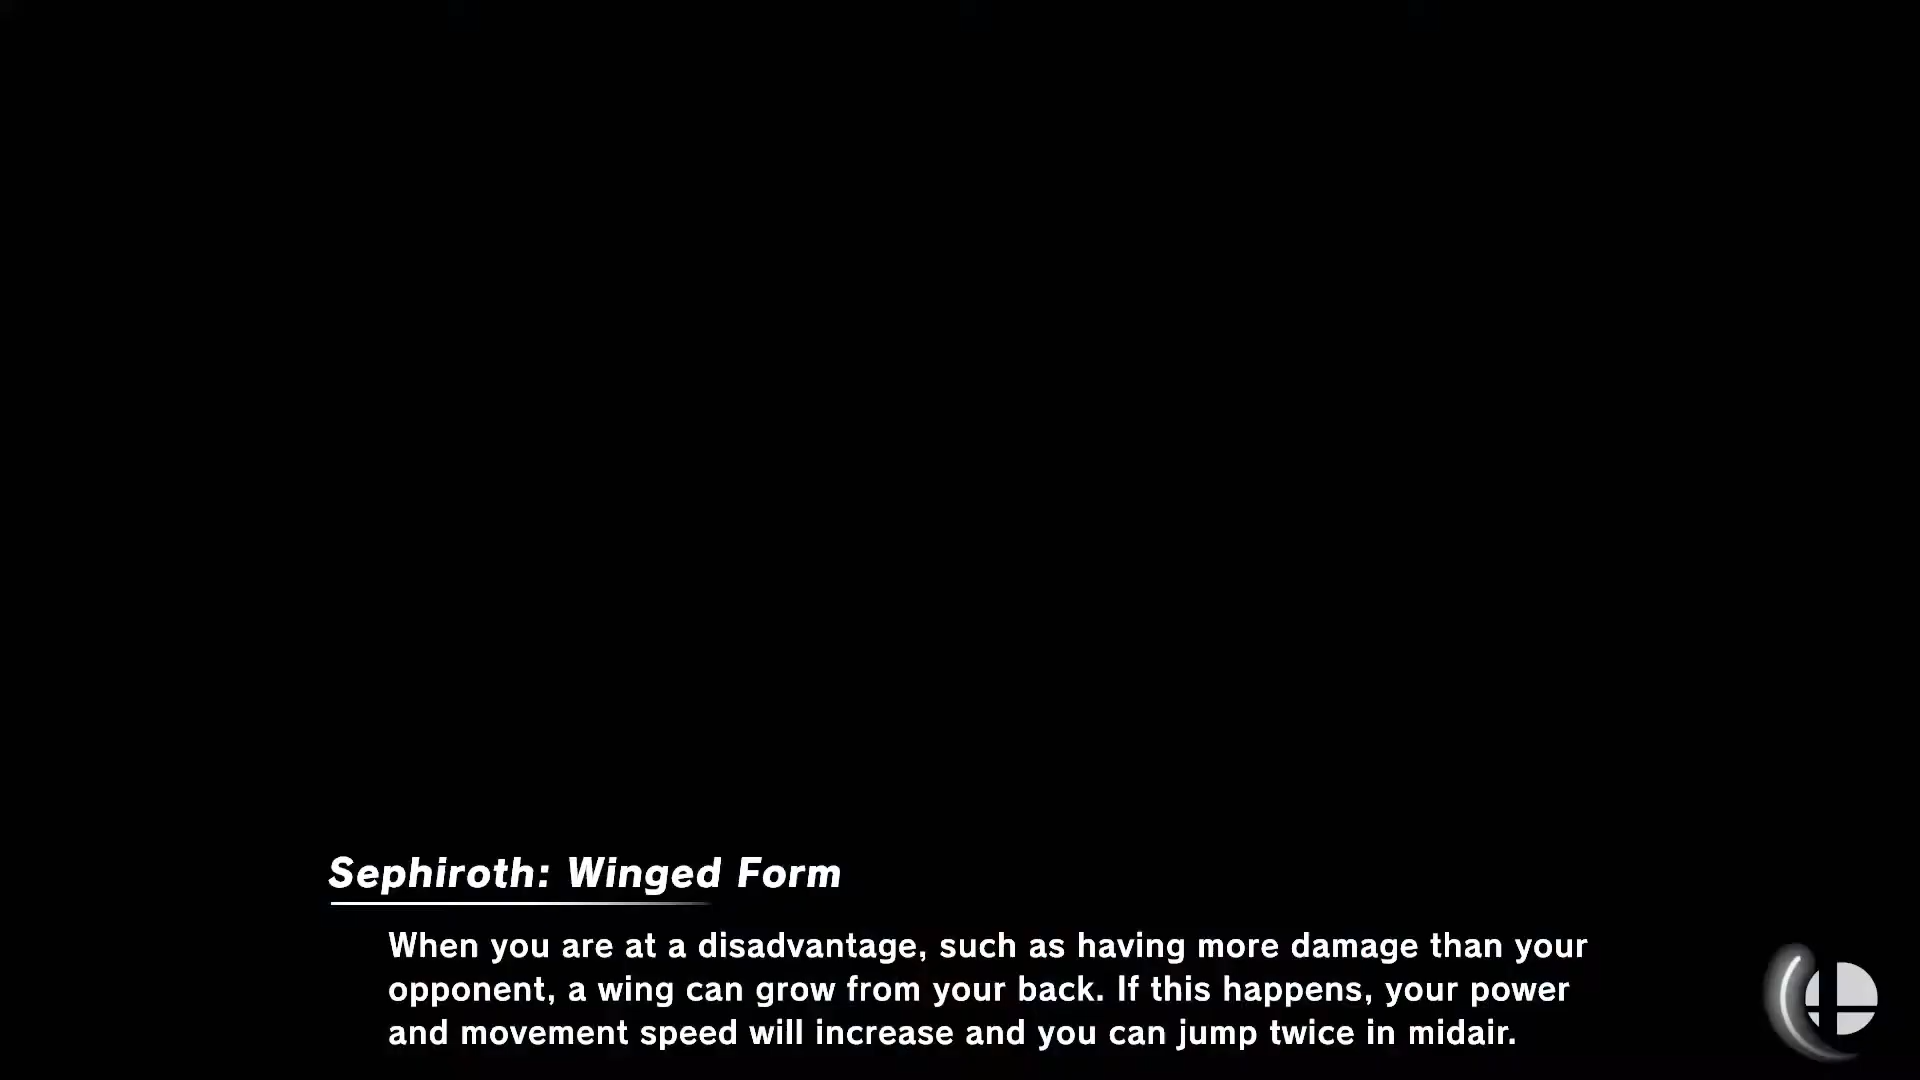 Sephiroth: Winged Form
When you are at a disadvantage, such as having more damage than your
opponent, a wing can grow from your back. If this happens, your power
and movement speed will increase and you can jump twice in midair.